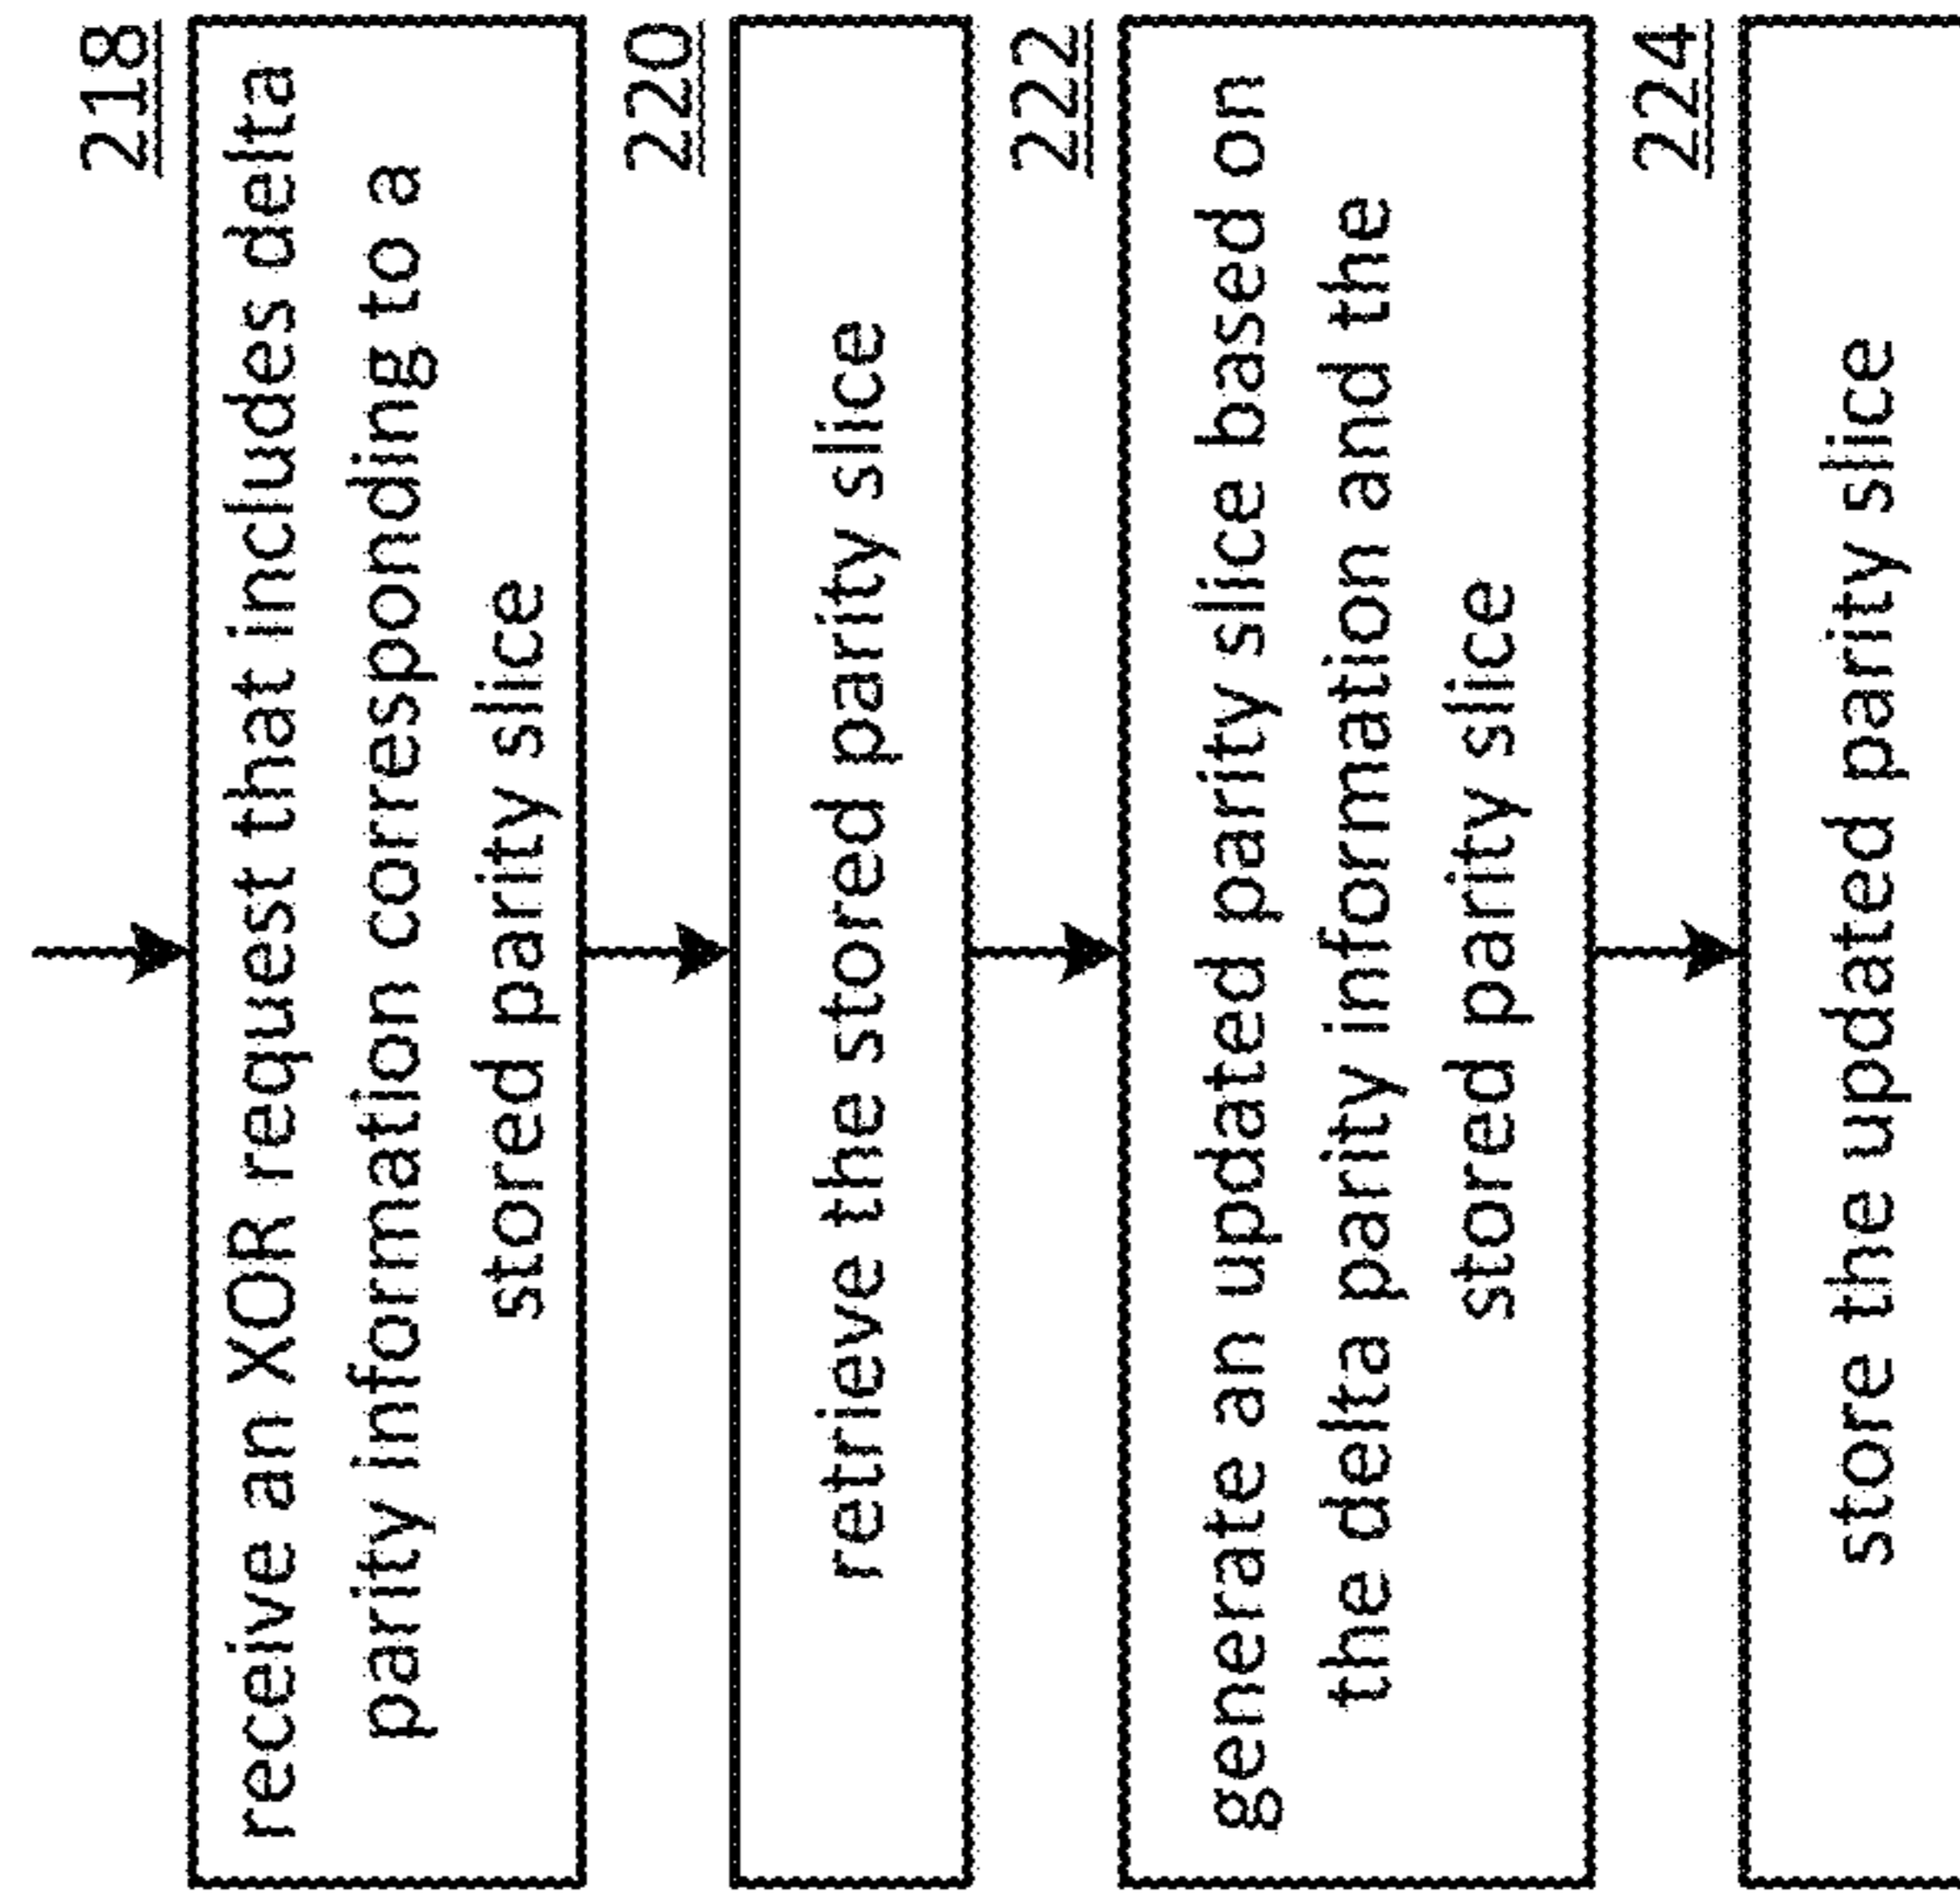 218
receive an XOR request that includes delta
parity information corresponding to a
stored parity slice
220
retrieve the stored parity slice
222
generate an updated parity slice based on
the delta parity information and the
stored parity slice
224
store the updated parity slice